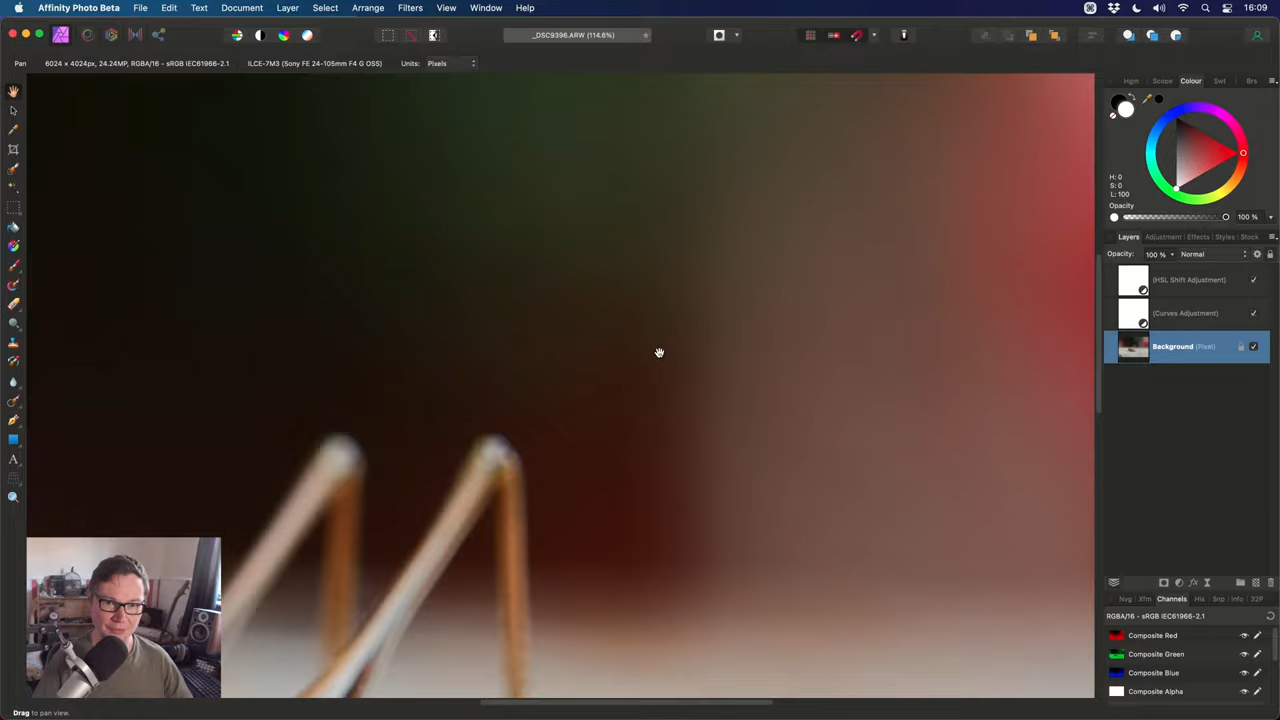 Affinity Photo Beta File Edit Text Document Layer Select Arrange Filters View Window Help 16:09
_DSC9396.ARW (114.6%)
Pan 6024 × 4024px, 24.24MP, RGBA/16 - sRGB IEC61966-2.1 ILCE-7M3 (Sony FE 24-105mm F4 G OSS) Units: Pixels
Hgm Scope Colour Swt Brs
H: 0
S: 0
L: 100
Opacity
100 %
Layers Adjustment Effects Styles Stock
Opacity: 100 % Normal
(HSL Shift Adjustment)
(Curves Adjustment)
Background (Pixel)
Nvg Xfm Channels His Snp Info 32P
RGBA/16 - sRGB IEC61966-2.1
Composite Red
Composite Green
Composite Blue
Composite Alpha
Drag to pan view.